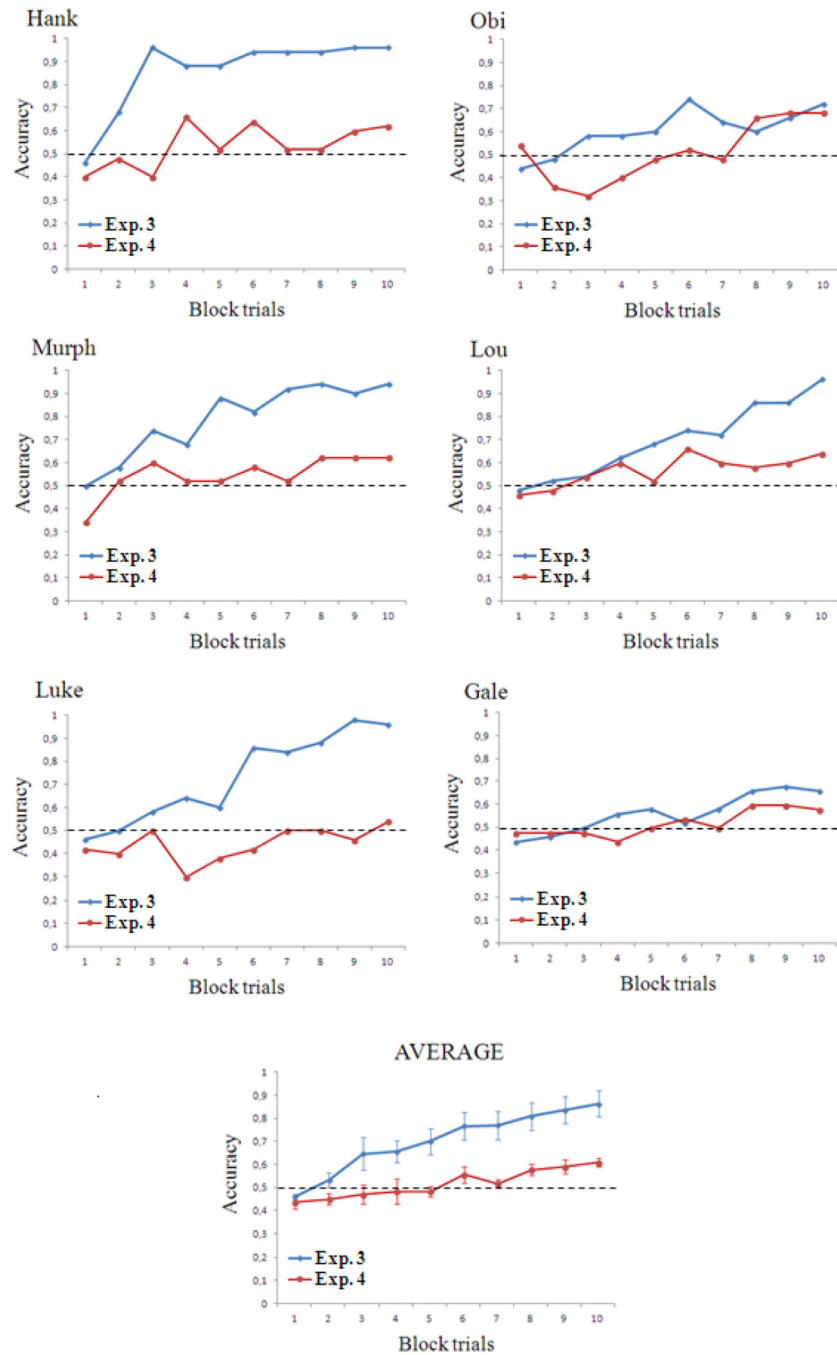 Hank
Accuracy
1
0,9
0,8
0,7
0,6
0,5
0,4
0,3
0,2
0,1
0
Exp. 3
Exp. 4
1 2 3 4 5 6 7 8 9 10
Block trials
Obi
Accuracy
1
0,9
0,8
0,7
0,6
0,5
0,4
0,3
0,2
0,1
0
Exp. 3
Exp. 4
1 2 3 4 5 6 7 8 9 10
Block trials
Murph
Accuracy
1
0,9
0,8
0,7
0,6
0,5
0,4
0,3
0,2
0,1
0
Exp. 3
Exp. 4
1 2 3 4 5 6 7 8 9 10
Block trials
Lou
Accuracy
1
0,9
0,8
0,7
0,6
0,5
0,4
0,3
0,2
0,1
0
Exp. 3
Exp. 4
1 2 3 4 5 6 7 8 9 10
Block trials
Luke
Accuracy
1
0,9
0,8
0,7
0,6
0,5
0,4
0,3
0,2
0,1
0
Exp. 3
Exp. 4
1 2 3 4 5 6 7 8 9 10
Block trials
Gale
Accuracy
1
0,9
0,8
0,7
0,6
0,5
0,4
0,3
0,2
0,1
0
Exp. 3
Exp. 4
1 2 3 4 5 6 7 8 9 10
Block trials
AVERAGE
Accuracy
1
0,9
0,8
0,7
0,6
0,5
0,4
0,3
0,2
0,1
0
Exp. 3
Exp. 4
1 2 3 4 5 6 7 8 9 10
Block trials